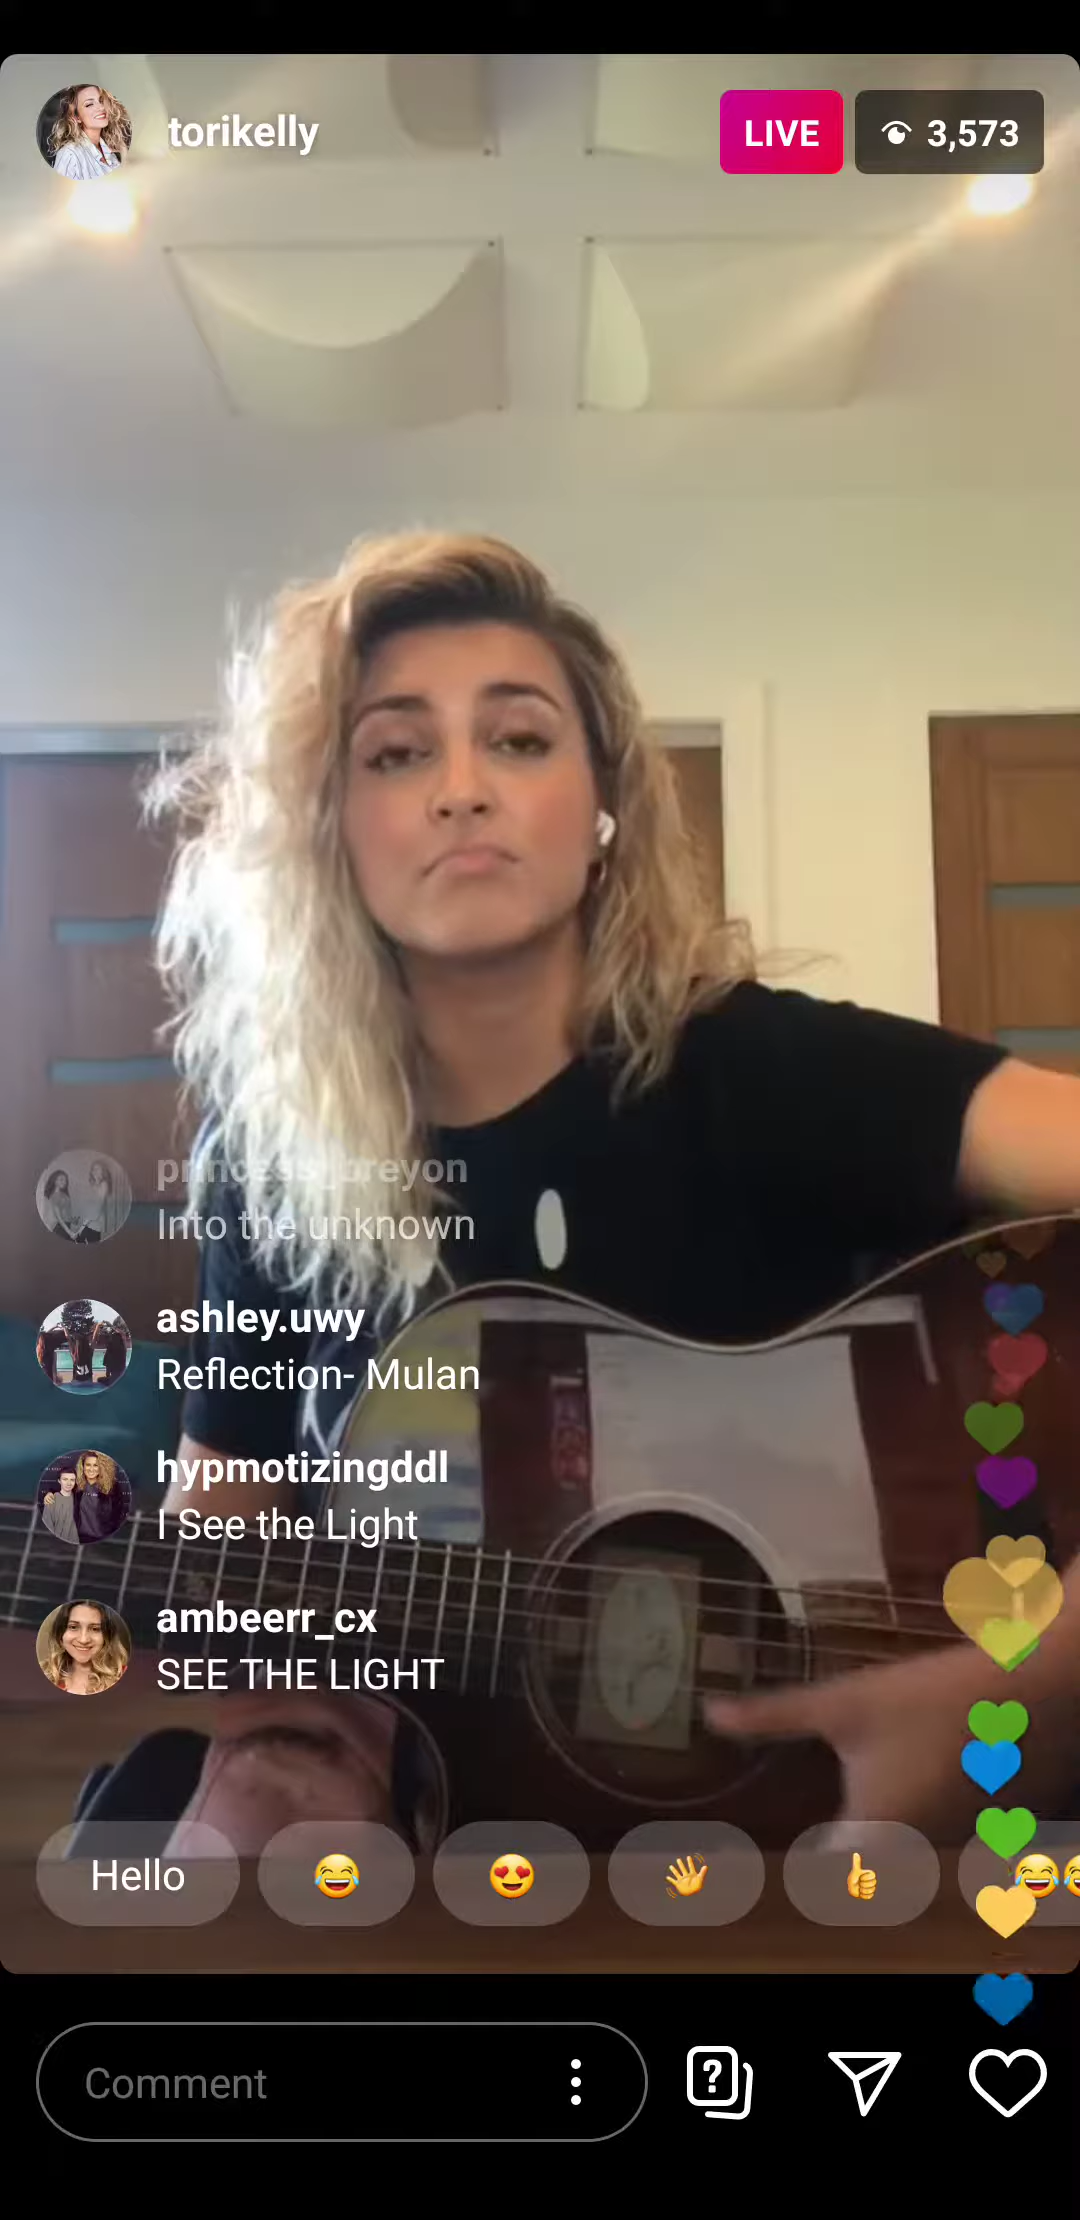 torikelly
LIVE
3,573
princess_breyon
Into the unknown
ashley.uwy
Reflection- Mulan
hypmotizingddl
I See the Light
ambeerr_cx
SEE THE LIGHT
Hello
Comment